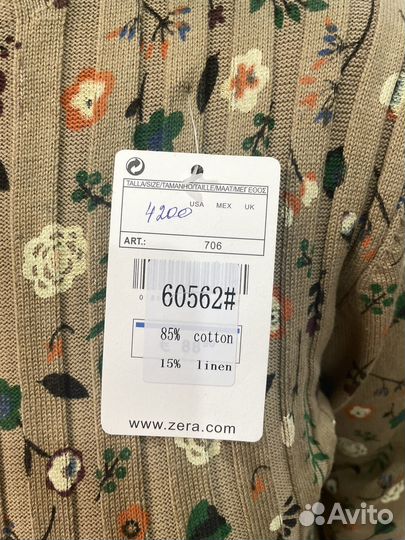 TALLA/SIZE/TAMANHO/TAILLE/MAAT/ΜΕΓΕΘΟΣ
USA MEX UK
4200
ART.: 706
60562#
85% cotton
15% linen
www.zera.com
Avito